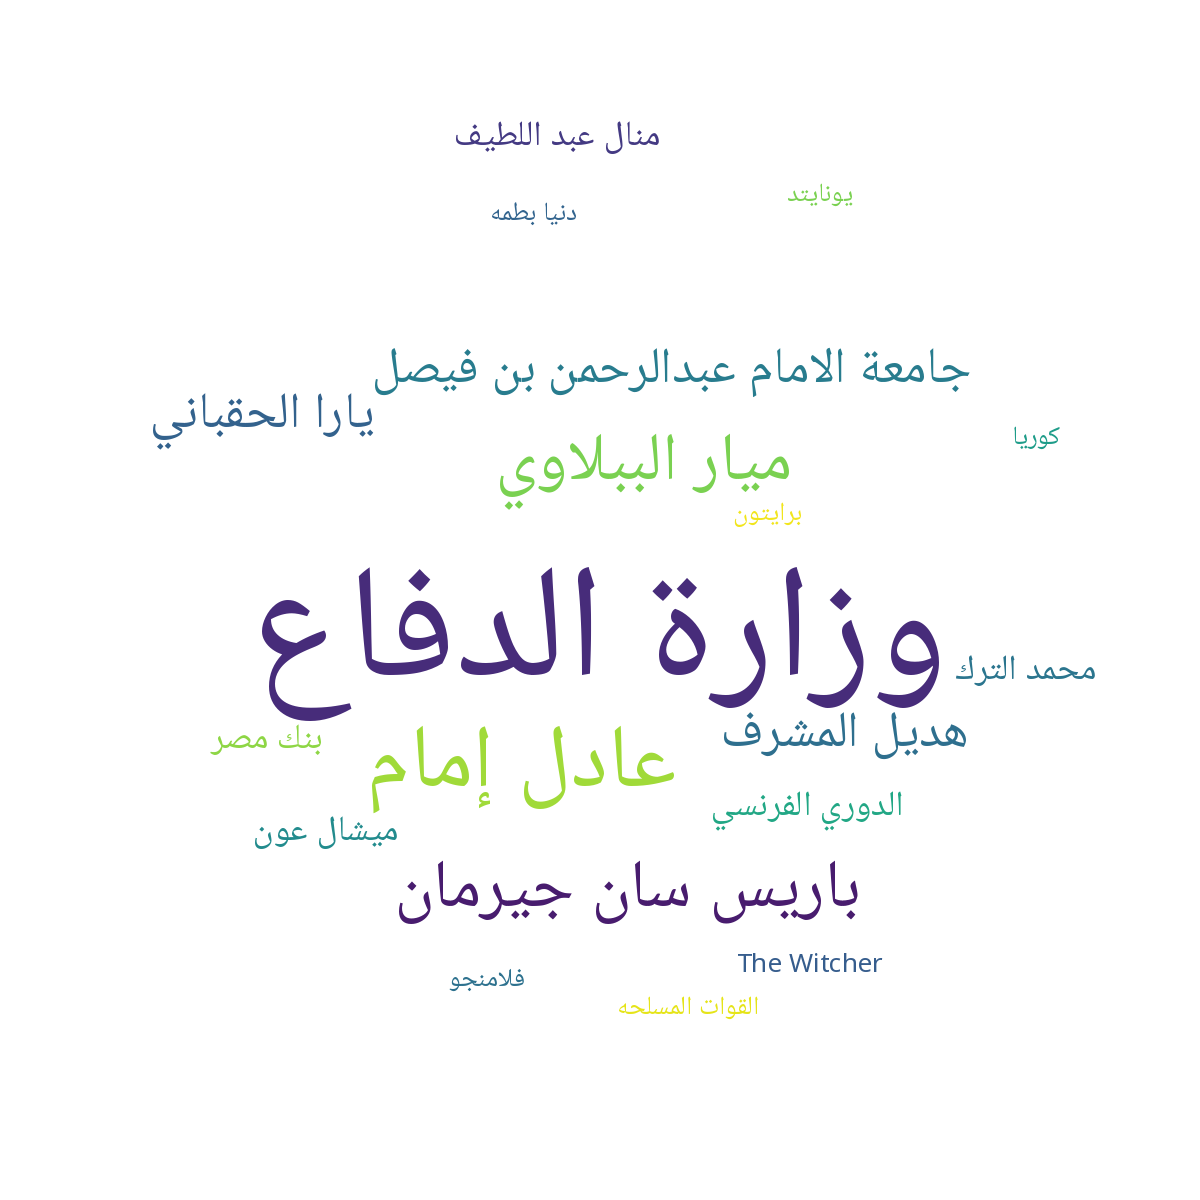 منال عبد اللطيف
يونايتد
دنيا بطمه
جامعة الامام عبدالرحمن بن فيصل
يارا الحقباني
كوريا
ميار الببلاوي
برايتون
وزارة الدفاع
محمد الترك
هديل المشرف
بنك مصر
عادل إمام
الدوري الفرنسي
ميشال عون
باريس سان جيرمان
The Witcher
فلامنجو
القوات المسلحه